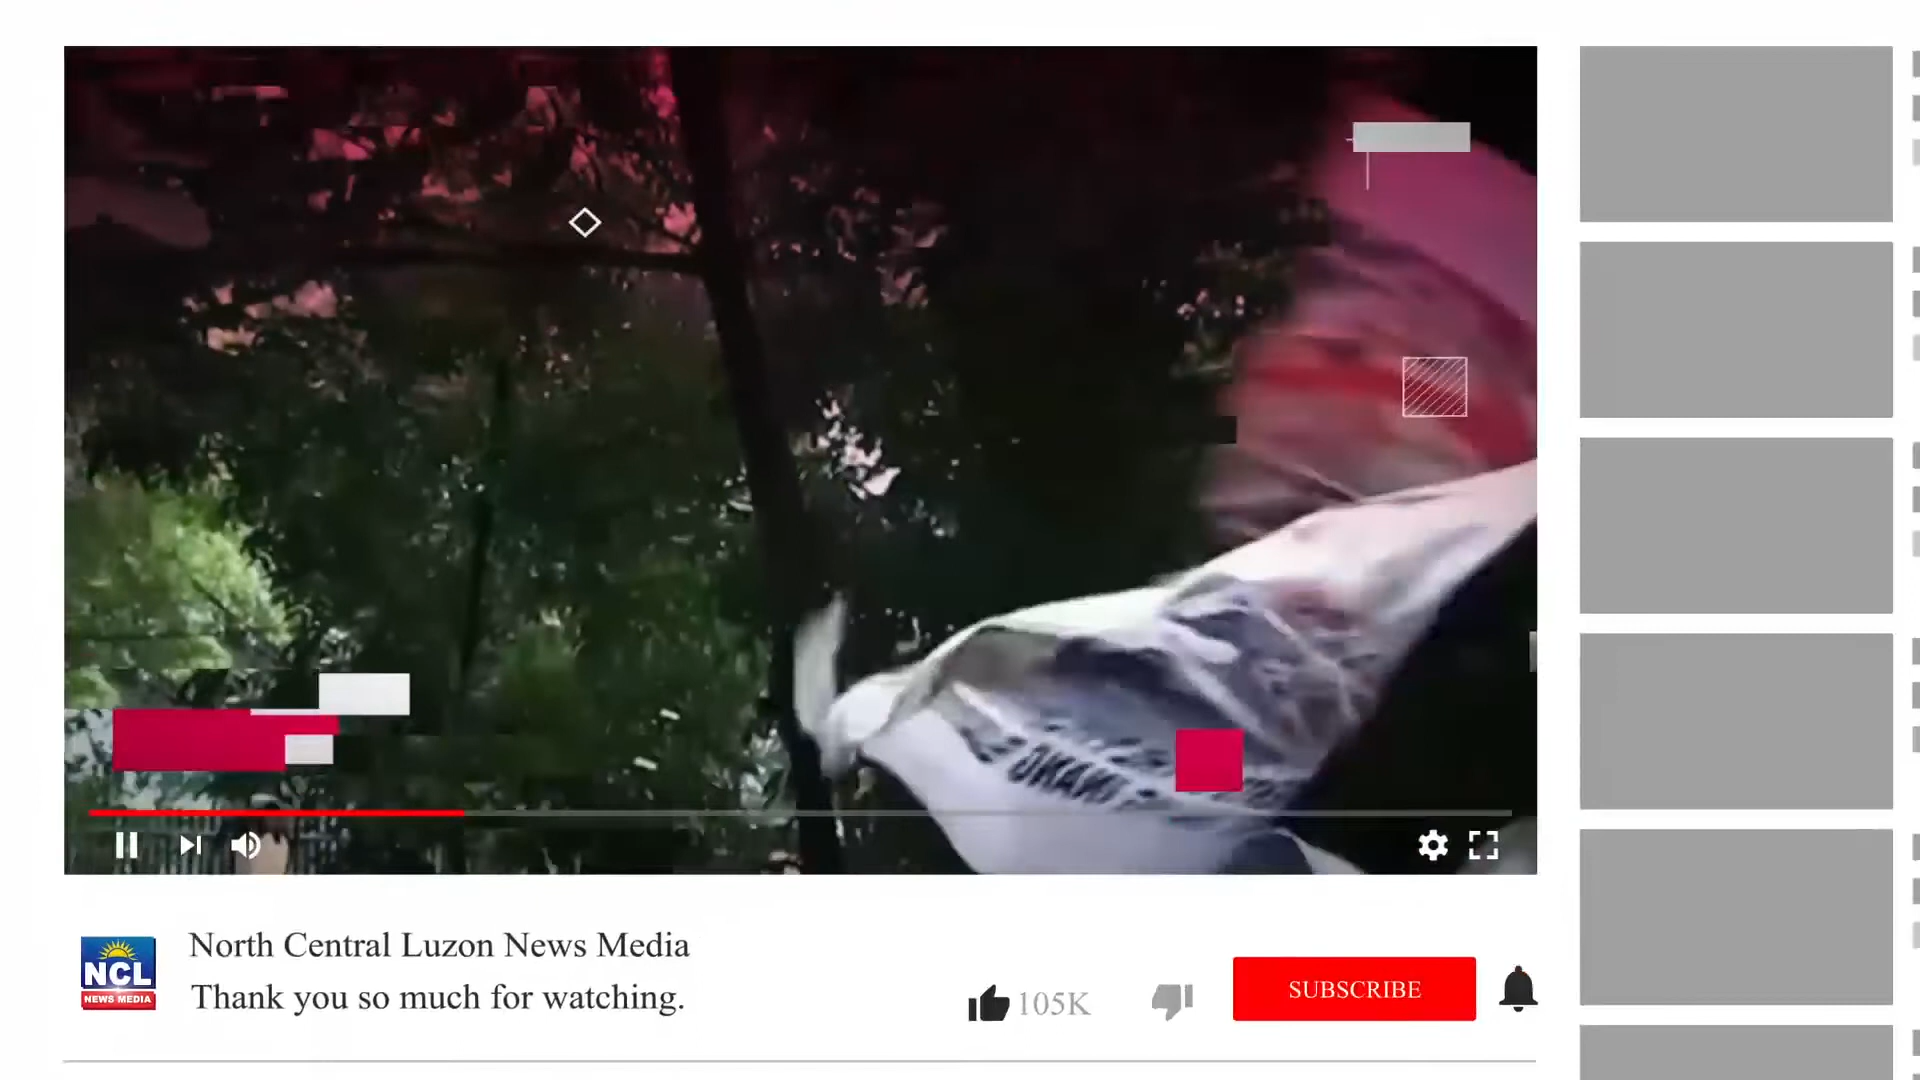 North Central Luzon News Media
Thank you so much for watching.
NCL
NEWS MEDIA
105K
SUBSCRIBE